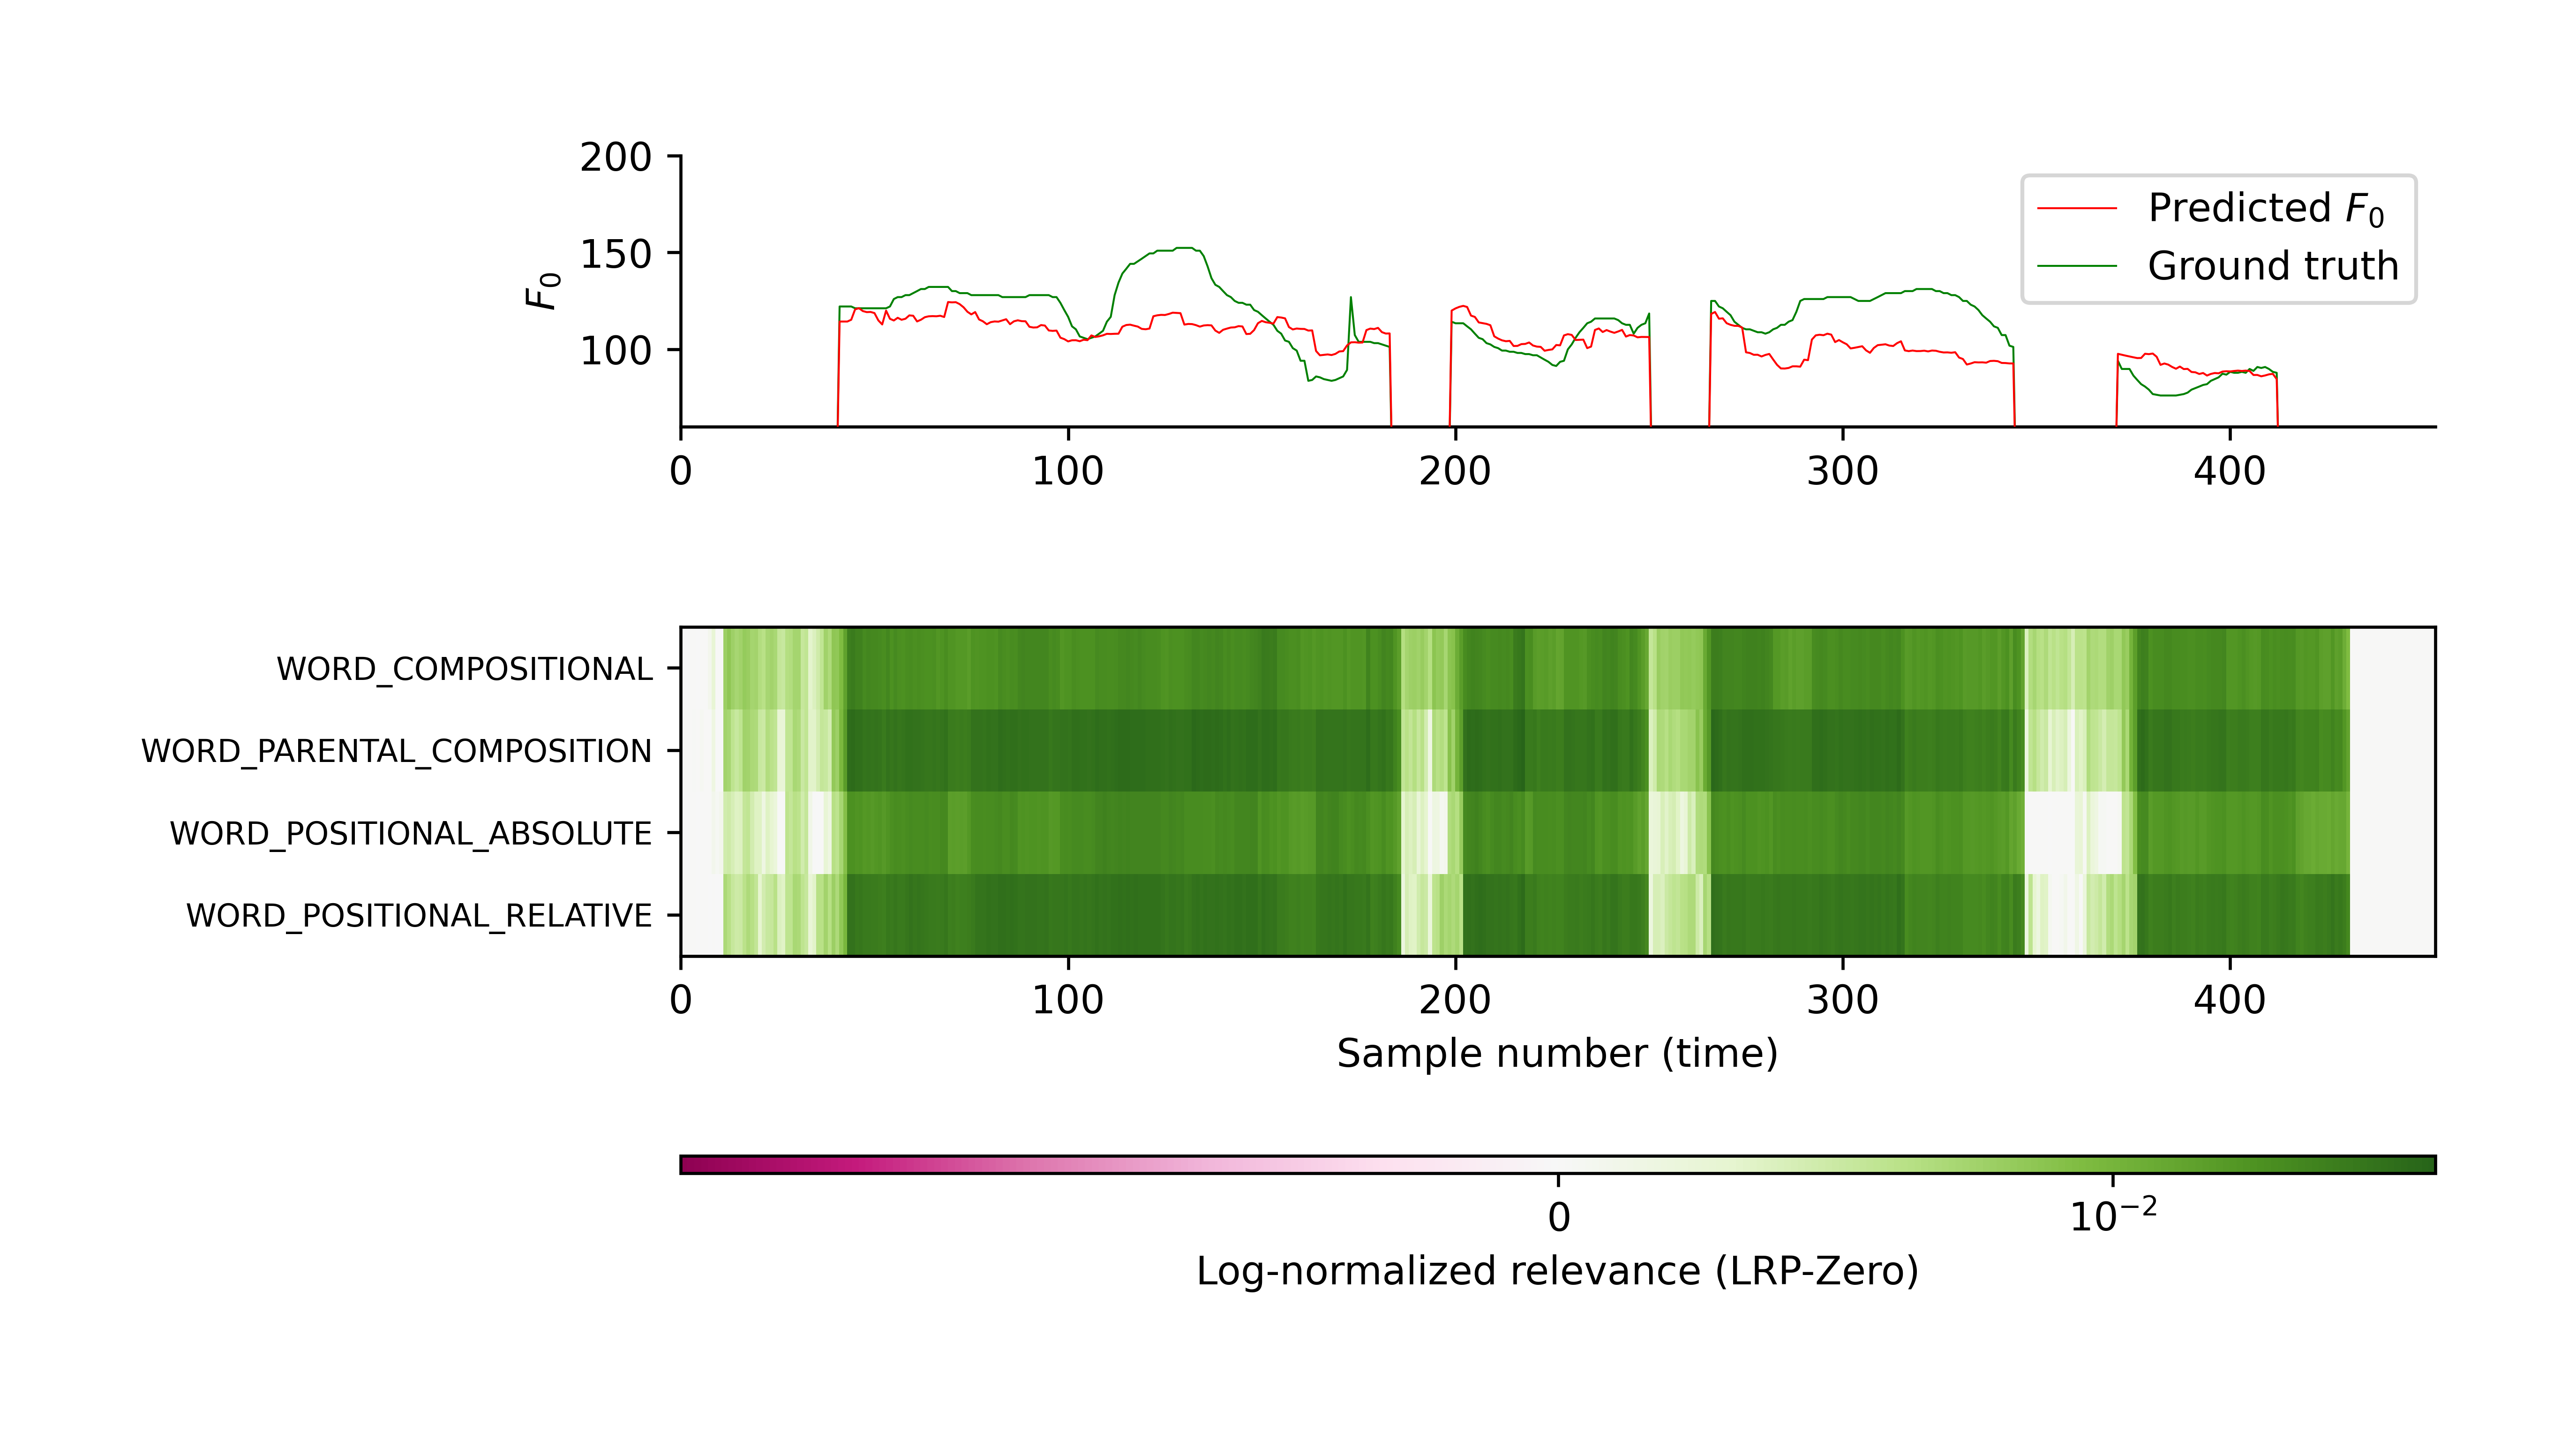 200
150
100
F₀
Predicted F₀
Ground truth
0 100 200 300 400
WORD_COMPOSITIONAL
WORD_PARENTAL_COMPOSITION
WORD_POSITIONAL_ABSOLUTE
WORD_POSITIONAL_RELATIVE
0 100 200 300 400
Sample number (time)
0 10⁻²
Log-normalized relevance (LRP-Zero)